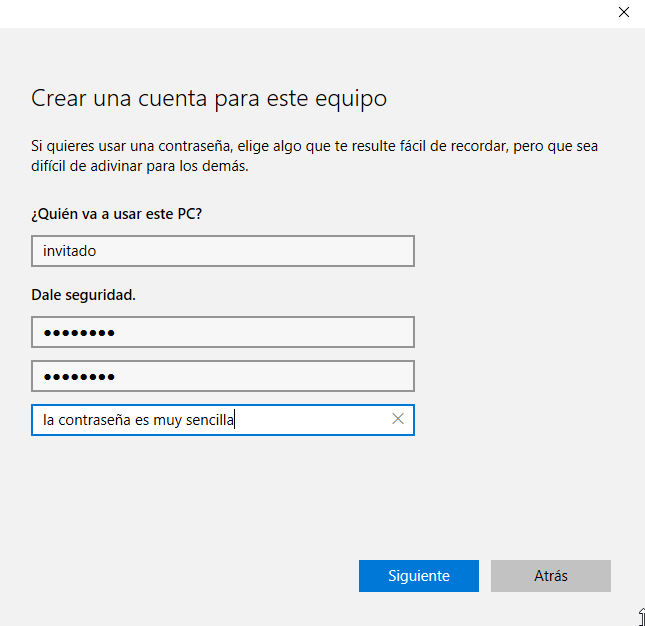 Crear una cuenta para este equipo
Si quieres usar una contraseña, elige algo que te resulte fácil de recordar, pero que sea
difícil de adivinar para los demás.
¿Quién va a usar este PC?
invitado
Dale seguridad.
●●●●●●●●
●●●●●●●●
la contraseña es muy sencilla
Siguiente
Atrás